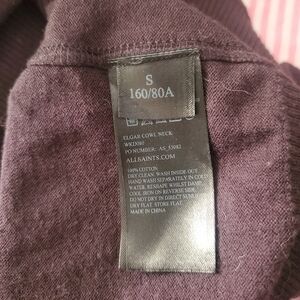 S
160/80A
ELGAR COWL NECK
PO NUMBER: AS_53082
ALLSAINTS.COM
100% COTTON
DRY CLEAN. WASH INSIDE OUT
HAND WASH SEPARATELY IN COLD
WATER, RESHAPE WHILST DAMP,
COOL IRON ON REVERSE SIDE.
DO NOT DRY IN DIRECT SUNLI
DRY FLAT. STORE FLAT.
MADE IN CHINA